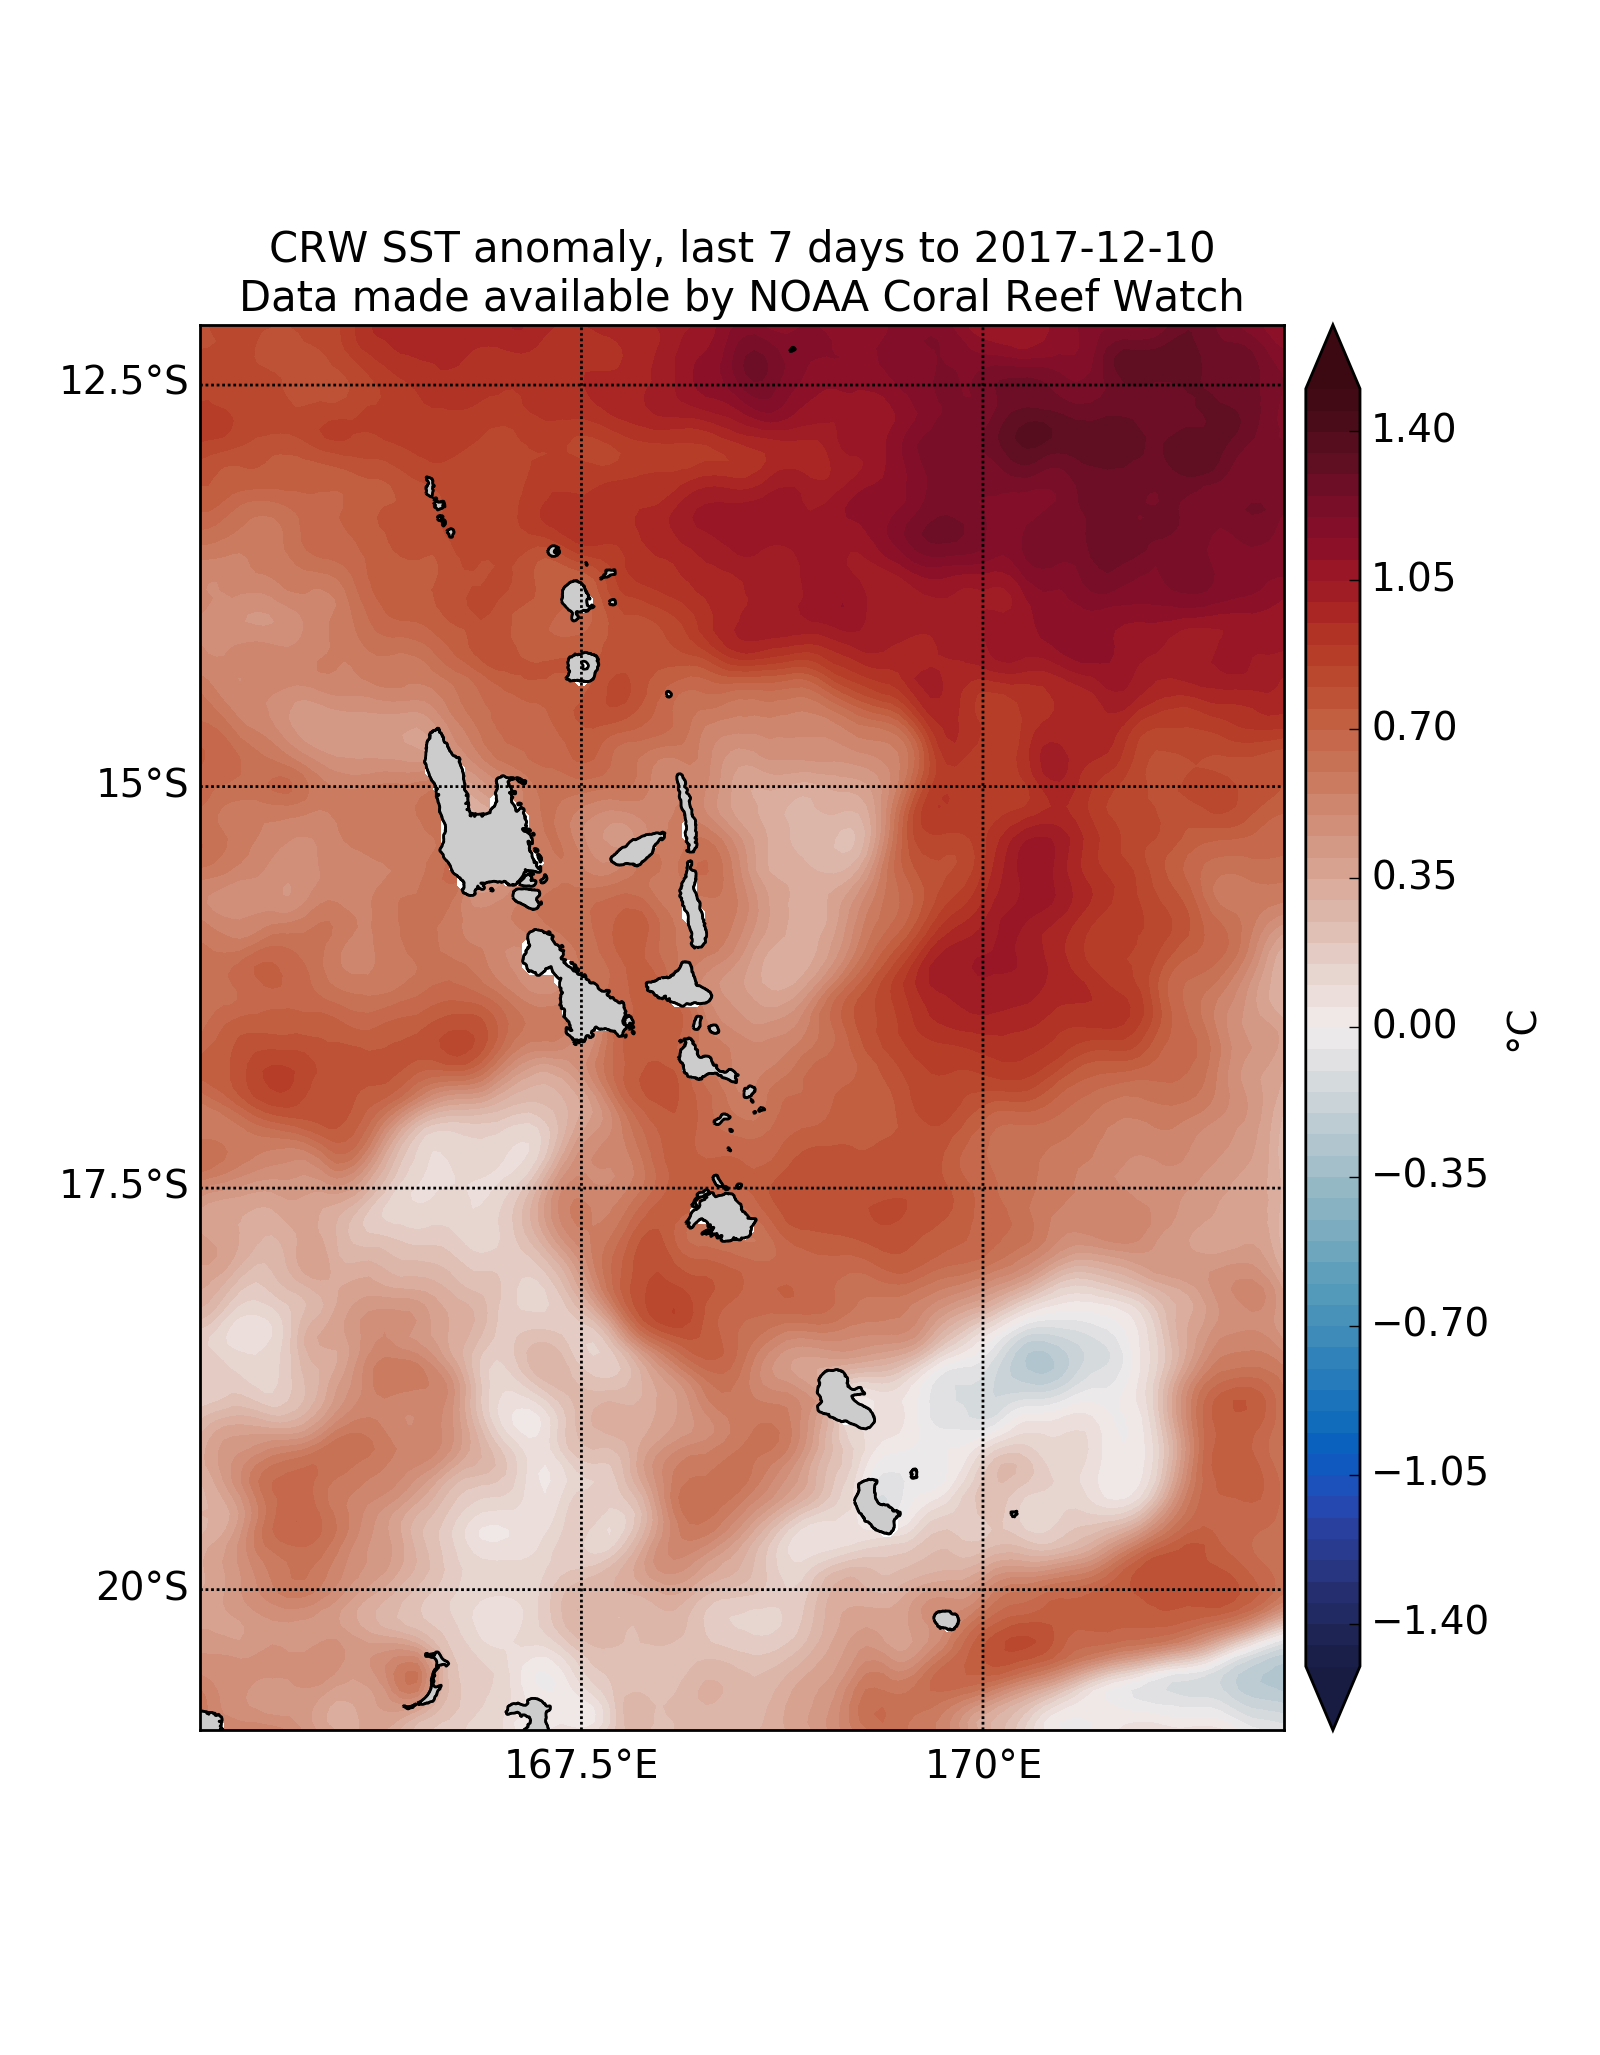 CRW SST anomaly, last 7 days to 2017-12-10
Data made available by NOAA Coral Reef Watch
12.5°S
15°S
17.5°S
20°S
167.5°E
170°E
1.40
1.05
0.70
0.35
0.00
−0.35
−0.70
−1.05
−1.40
°C